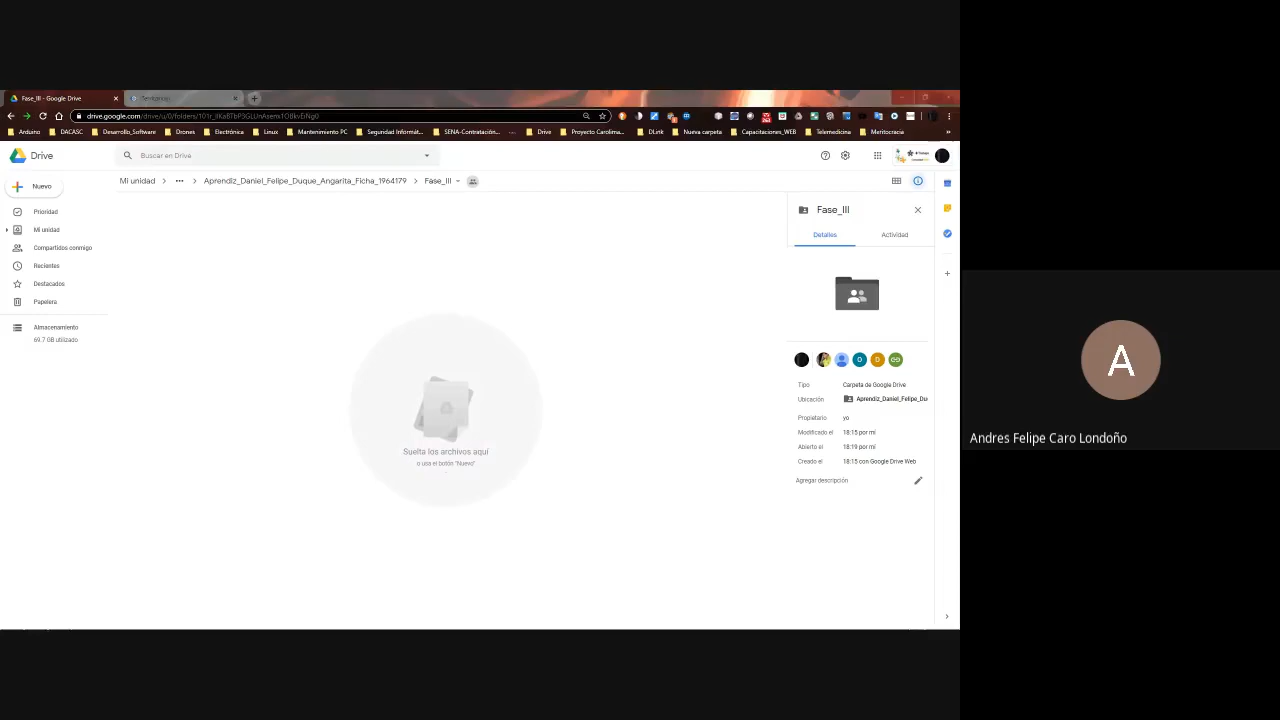 Fase_III - Google Drive
drive.google.com
Arduino DACASC Desarrollo_Software Drones Electrónica Linux Mantenimiento PC Seguridad Informát... SENA-Contratación... Drive Proyecto Carolima... DLink Nueva carpeta Capacitaciones_WEB Telemedicina Meritocracia »
Drive
Buscar en Drive
Nuevo
Mi unidad > ... > Aprendiz_Daniel_Felipe_Duque_Angarita_Ficha_1964179 > Fase_III
Prioridad
Mi unidad
Compartidos conmigo
Recientes
Destacados
Papelera
Almacenamiento
69.7 GB utilizado
Suelta los archivos aquí
o usa el botón "Nuevo"
Fase_III
Detalles Actividad
O D
Tipo Carpeta de Google Drive
Ubicación Aprendiz_Daniel_Felipe_Du
Propietario yo
Modificado el 18:15 por mí
Abierto el 18:19 por mí
Creado el 18:15 con Google Drive Web
Agregar descripción
A
Andres Felipe Caro Londoño